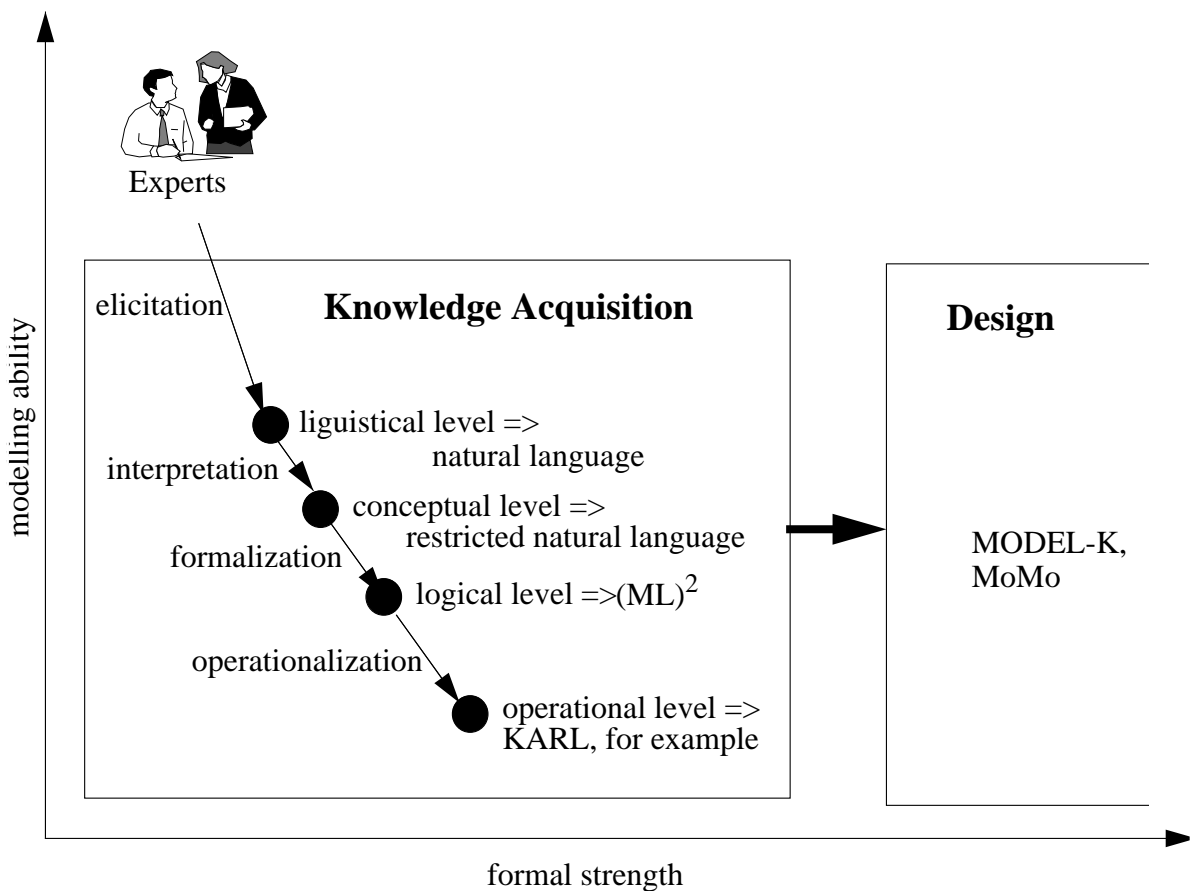 Experts
elicitation
Knowledge Acquisition
Design
modelling ability
liguistical level =>
natural language
interpretation
conceptual level =>
restricted natural language
formalization
MODEL-K,
MoMo
logical level =>(ML)²
operationalization
operational level =>
KARL, for example
formal strength